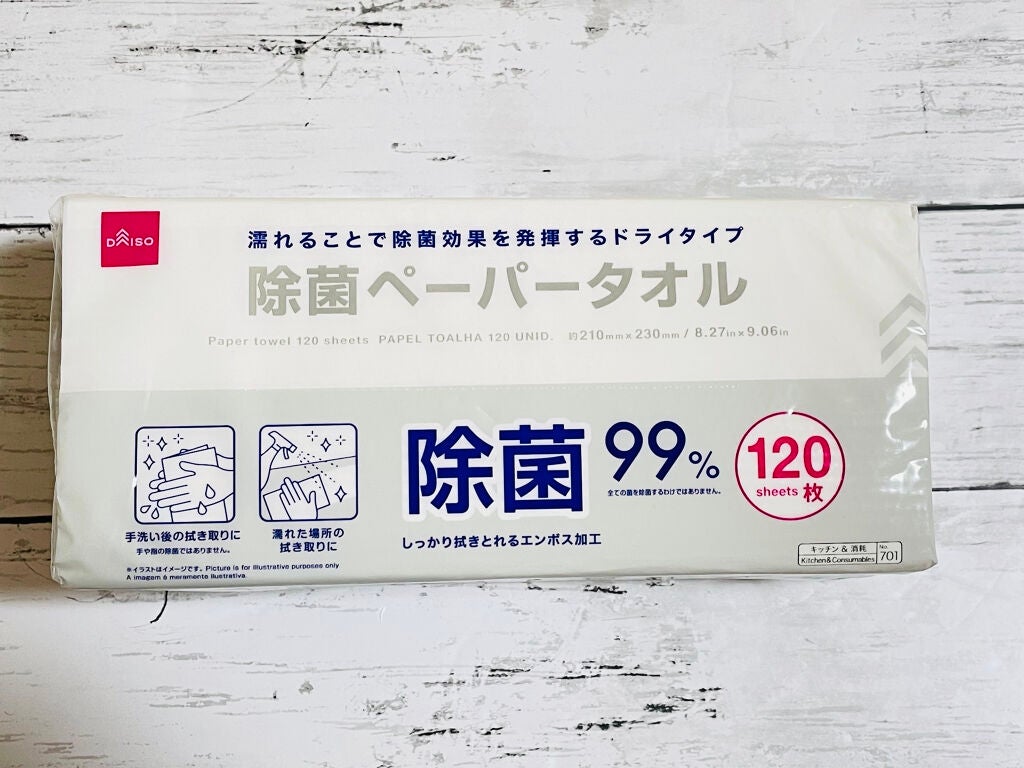 DAISO
濡れることで除菌効果を発揮するドライタイプ
除菌ペーパータオル
Paper towel 120 sheets PAPEL TOALHA 120 UNID. 約210mm×230mm / 8.27in×9.06in
除菌 99%
全ての菌を除菌するわけではありません。
120
sheets 枚
手洗い後の拭き取りに
手や指の除菌ではありません。
濡れた場所の
拭き取りに
しっかり拭きとれるエンボス加工
※イラストはイメージです。Picture is for illustrative purposes only
A imagem é meramente ilustrativa.
キッチン & 消耗
Kitchen&Consumables
No.
701